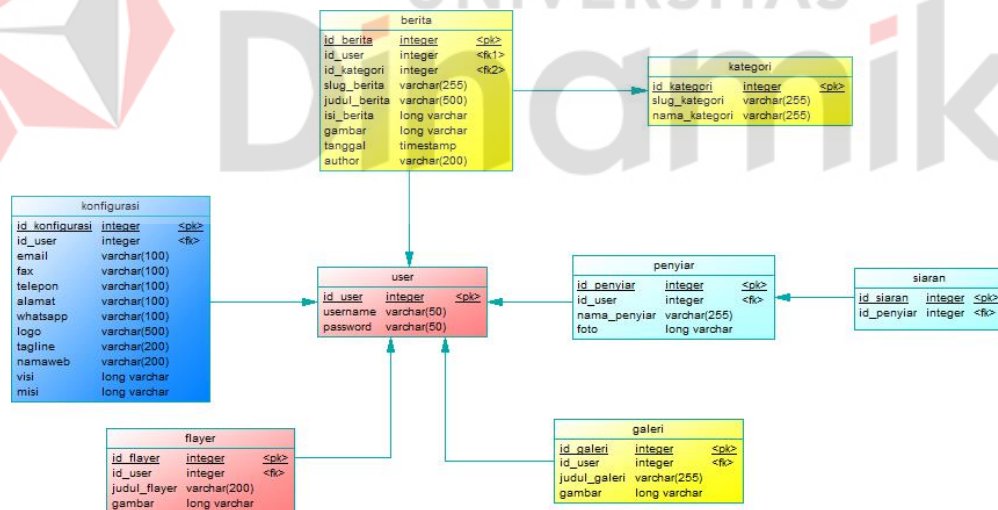 UNIVERSITAS
Dinamik
berita
id_berita integer <pk>
id_user integer <fk1>
id_kategori integer <fk2>
slug_berita varchar(255)
judul_berita varchar(500)
isi_berita long varchar
gambar long varchar
tanggal timestamp
author varchar(200)
kategori
id_kategori integer <pk>
slug_kategori varchar(255)
nama_kategori varchar(255)
konfigurasi
id_konfigurasi integer <pk>
id_user integer <fk>
email varchar(100)
fax varchar(100)
telepon varchar(100)
alamat varchar(100)
whatsapp varchar(100)
logo varchar(500)
tagline varchar(200)
namaweb varchar(200)
visi long varchar
misi long varchar
user
id_user integer <pk>
username varchar(50)
password varchar(50)
penyiar
id_penyiar integer <pk>
id_user integer <fk>
nama_penyiar varchar(255)
foto long varchar
siaran
id_siaran integer <pk>
id_penyiar integer <fk>
flayer
id_flayer integer <pk>
id_user integer <fk>
judul_flayer varchar(200)
gambar long varchar
galeri
id_galeri integer <pk>
id_user integer <fk>
judul_galeri varchar(255)
gambar long varchar